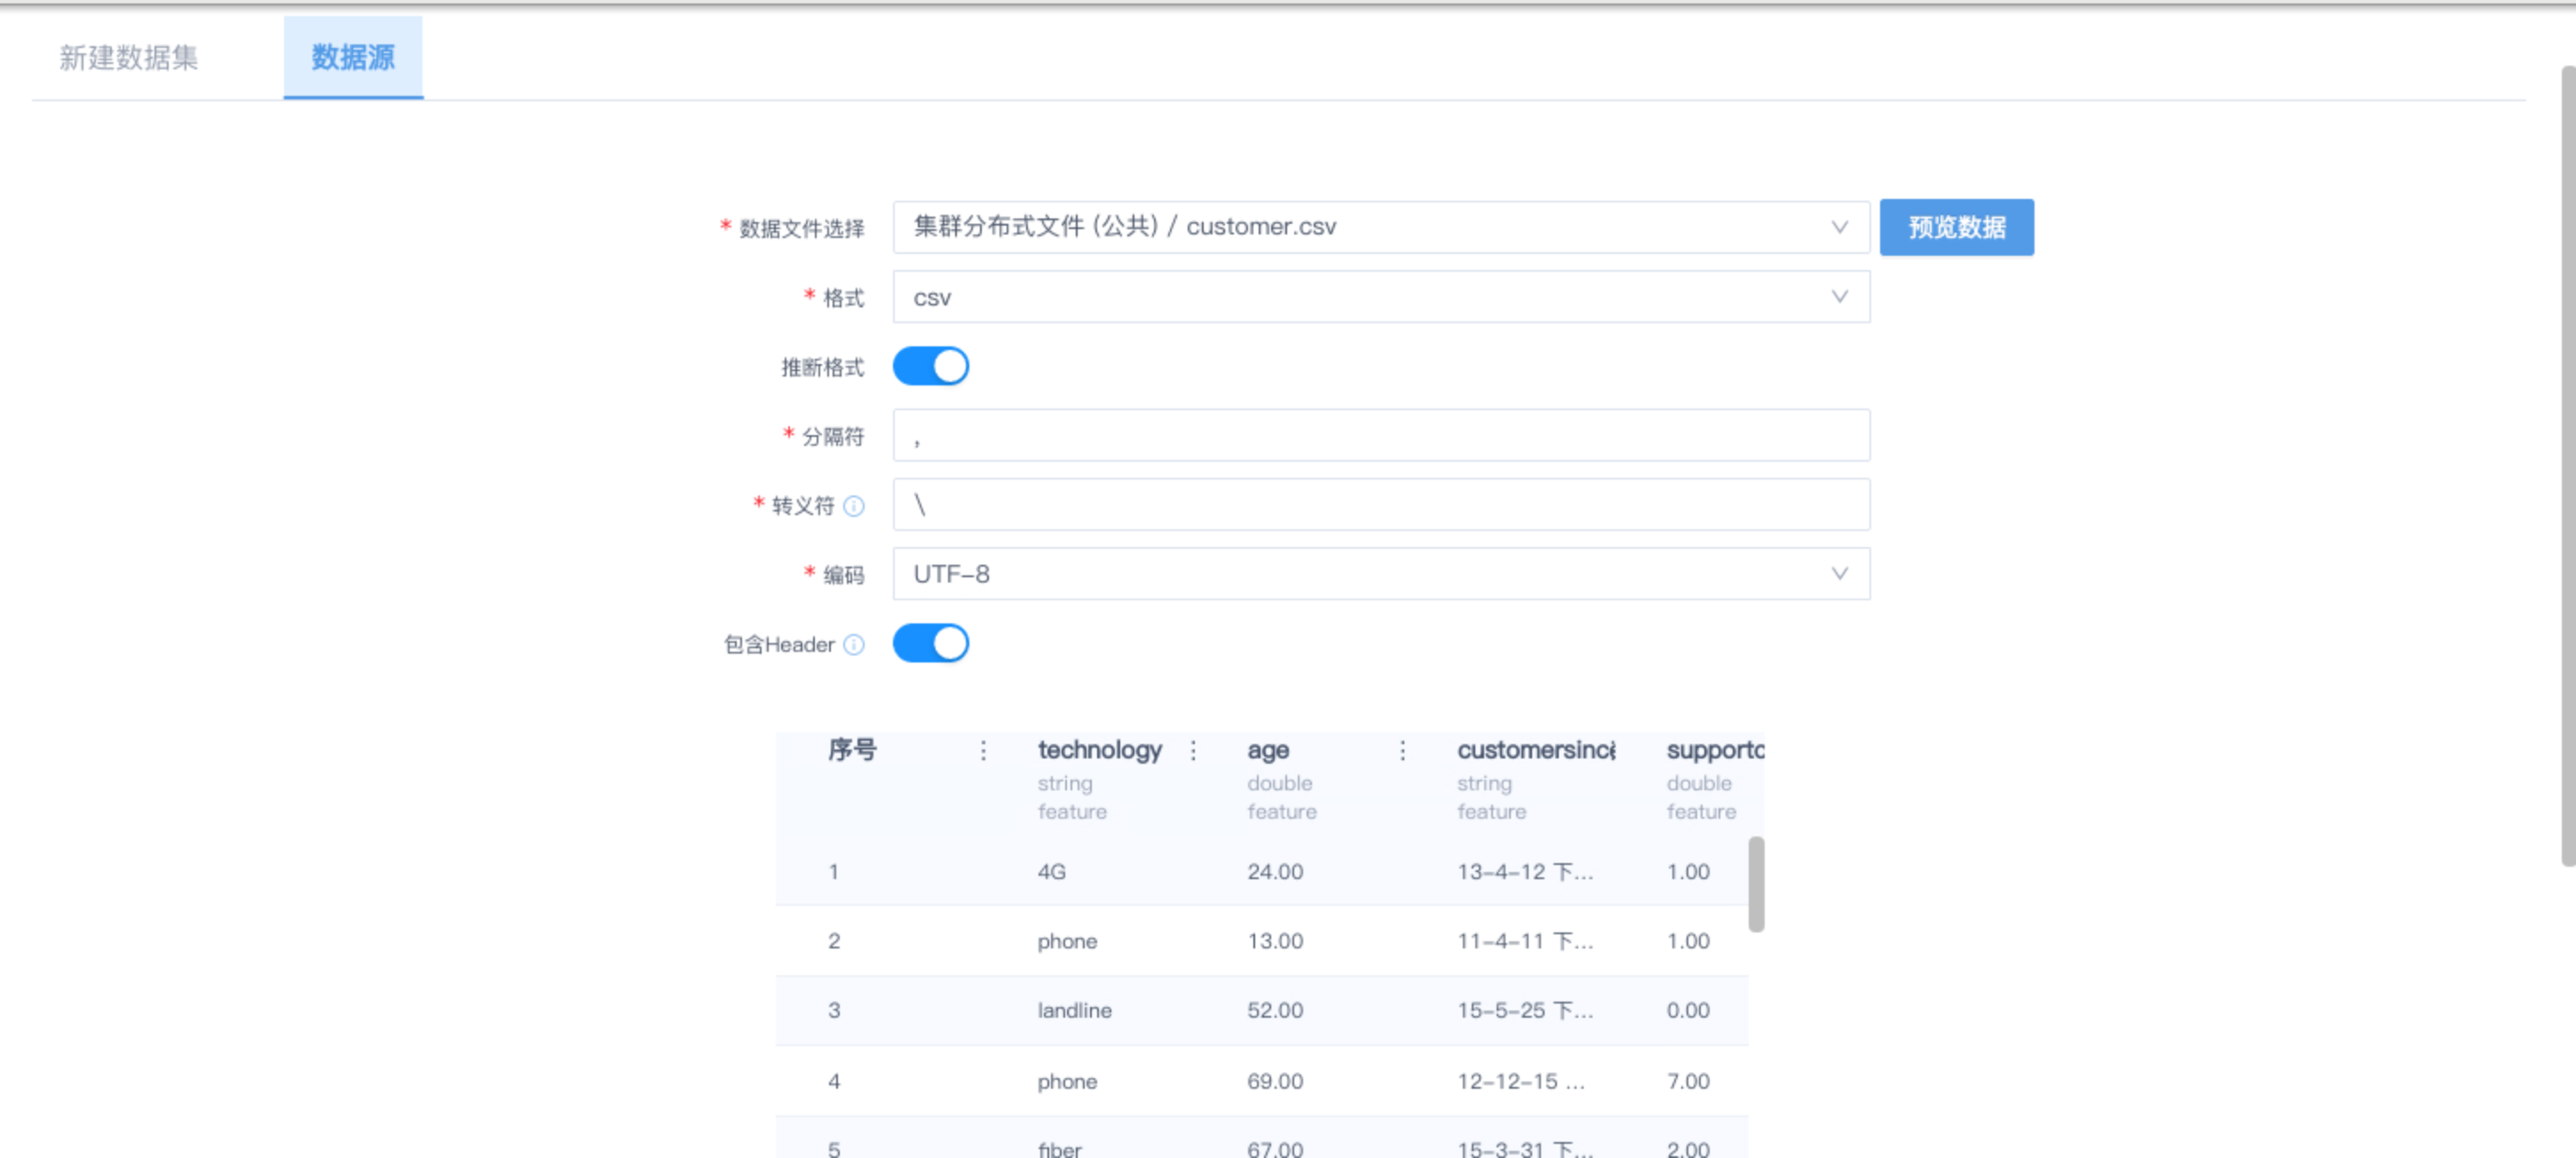 新建数据集 数据源
* 数据文件选择 集群分布式文件 (公共) / customer.csv 预览数据
* 格式 csv
推断格式
* 分隔符 ,
* 转义符 \
* 编码 UTF-8
包含Header
序号 technology age customersince supportc
string double string double
feature feature feature feature
1 4G 24.00 13-4-12 下... 1.00
2 phone 13.00 11-4-11 下... 1.00
3 landline 52.00 15-5-25 下... 0.00
4 phone 69.00 12-12-15 ... 7.00
5 fiber 67.00 15-3-31 下... 2.00